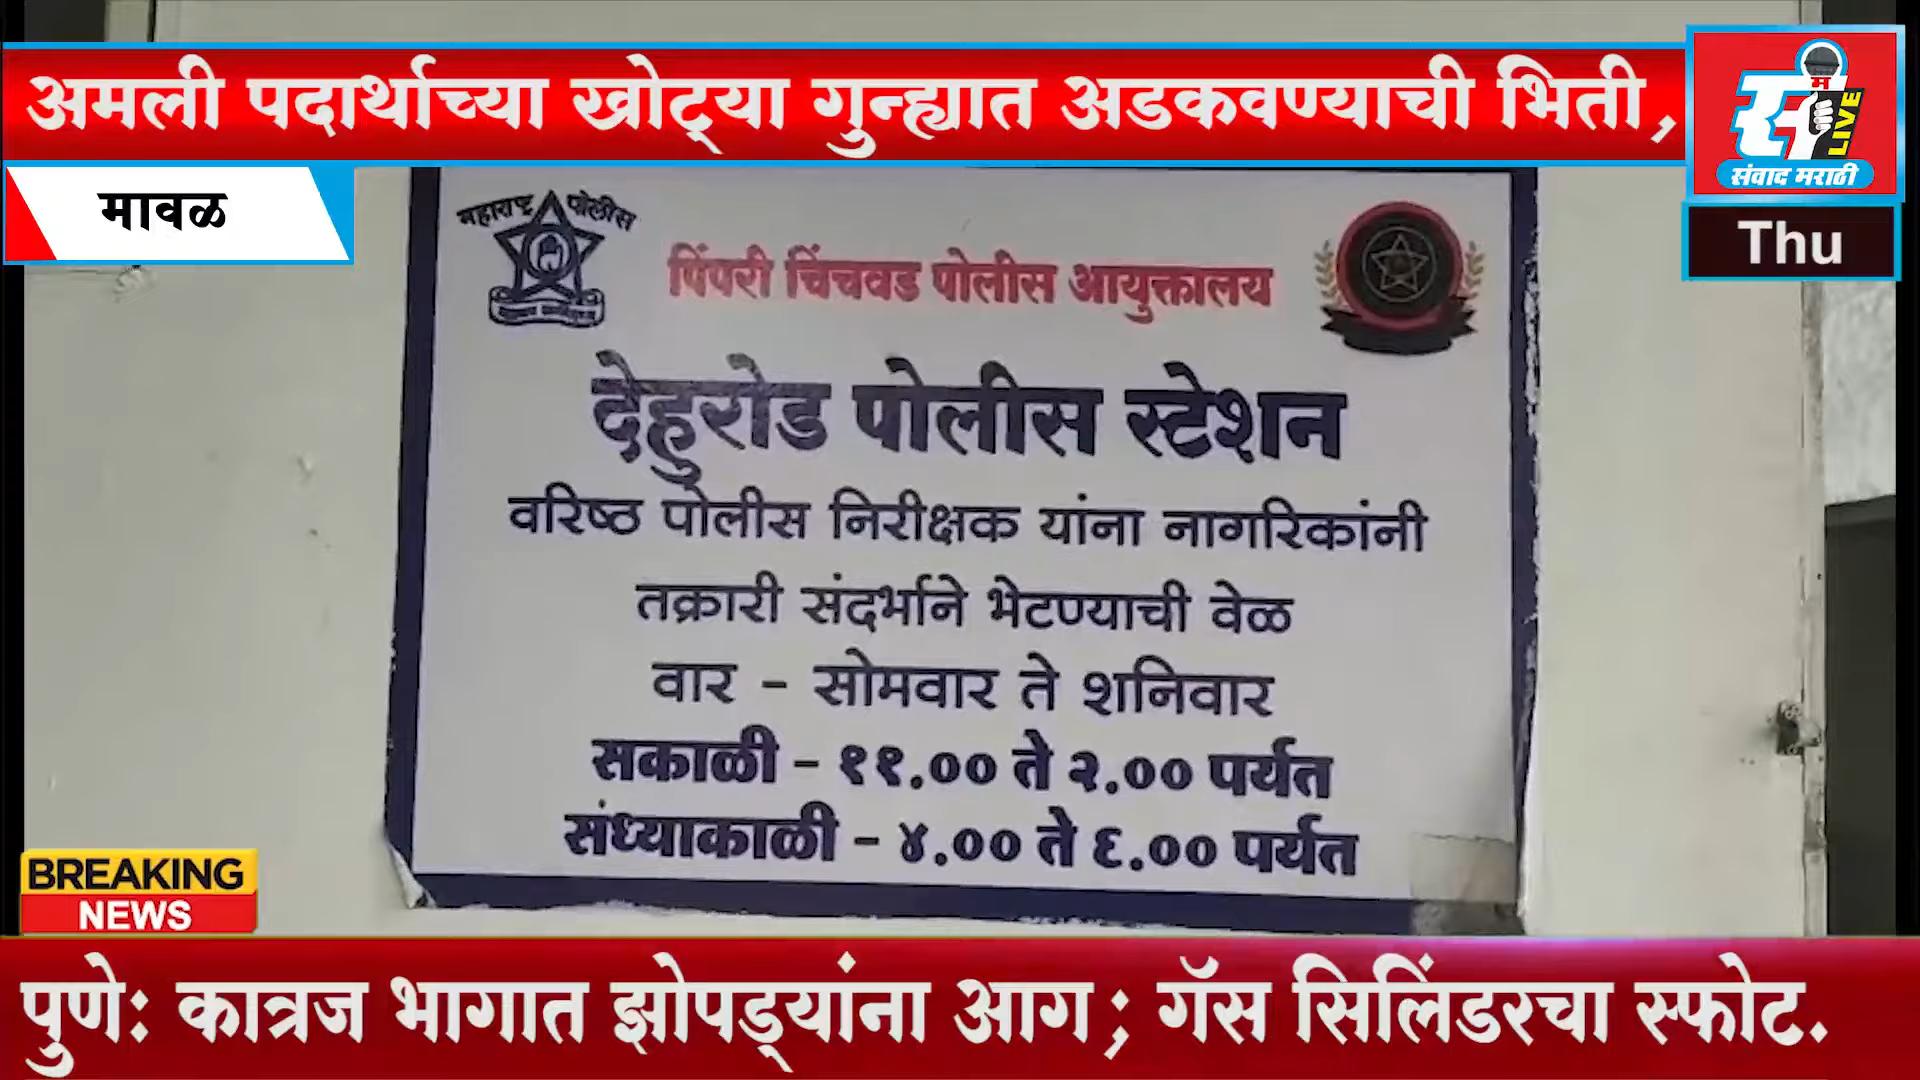 अमली पदार्थाच्या खोट्या गुन्ह्यात अडकवण्याची भिती,
स म
LIVE
संवाद मराठी
मावळ
Thu
महाराष्ट्र पोलीस
पिंपरी चिंचवड पोलीस आयुक्तालय
देहुरोड पोलीस स्टेशन
वरिष्ठ पोलीस निरीक्षक यांना नागरिकांनी
तक्रारी संदर्भाने भेटण्याची वेळ
वार - सोमवार ते शनिवार
सकाळी - ११.०० ते २.०० पर्यंत
संध्याकाळी - ४.०० ते ६.०० पर्यंत
BREAKING
NEWS
पुणे: कात्रज भागात झोपड्यांना आग; गॅस सिलिंडरचा स्फोट.